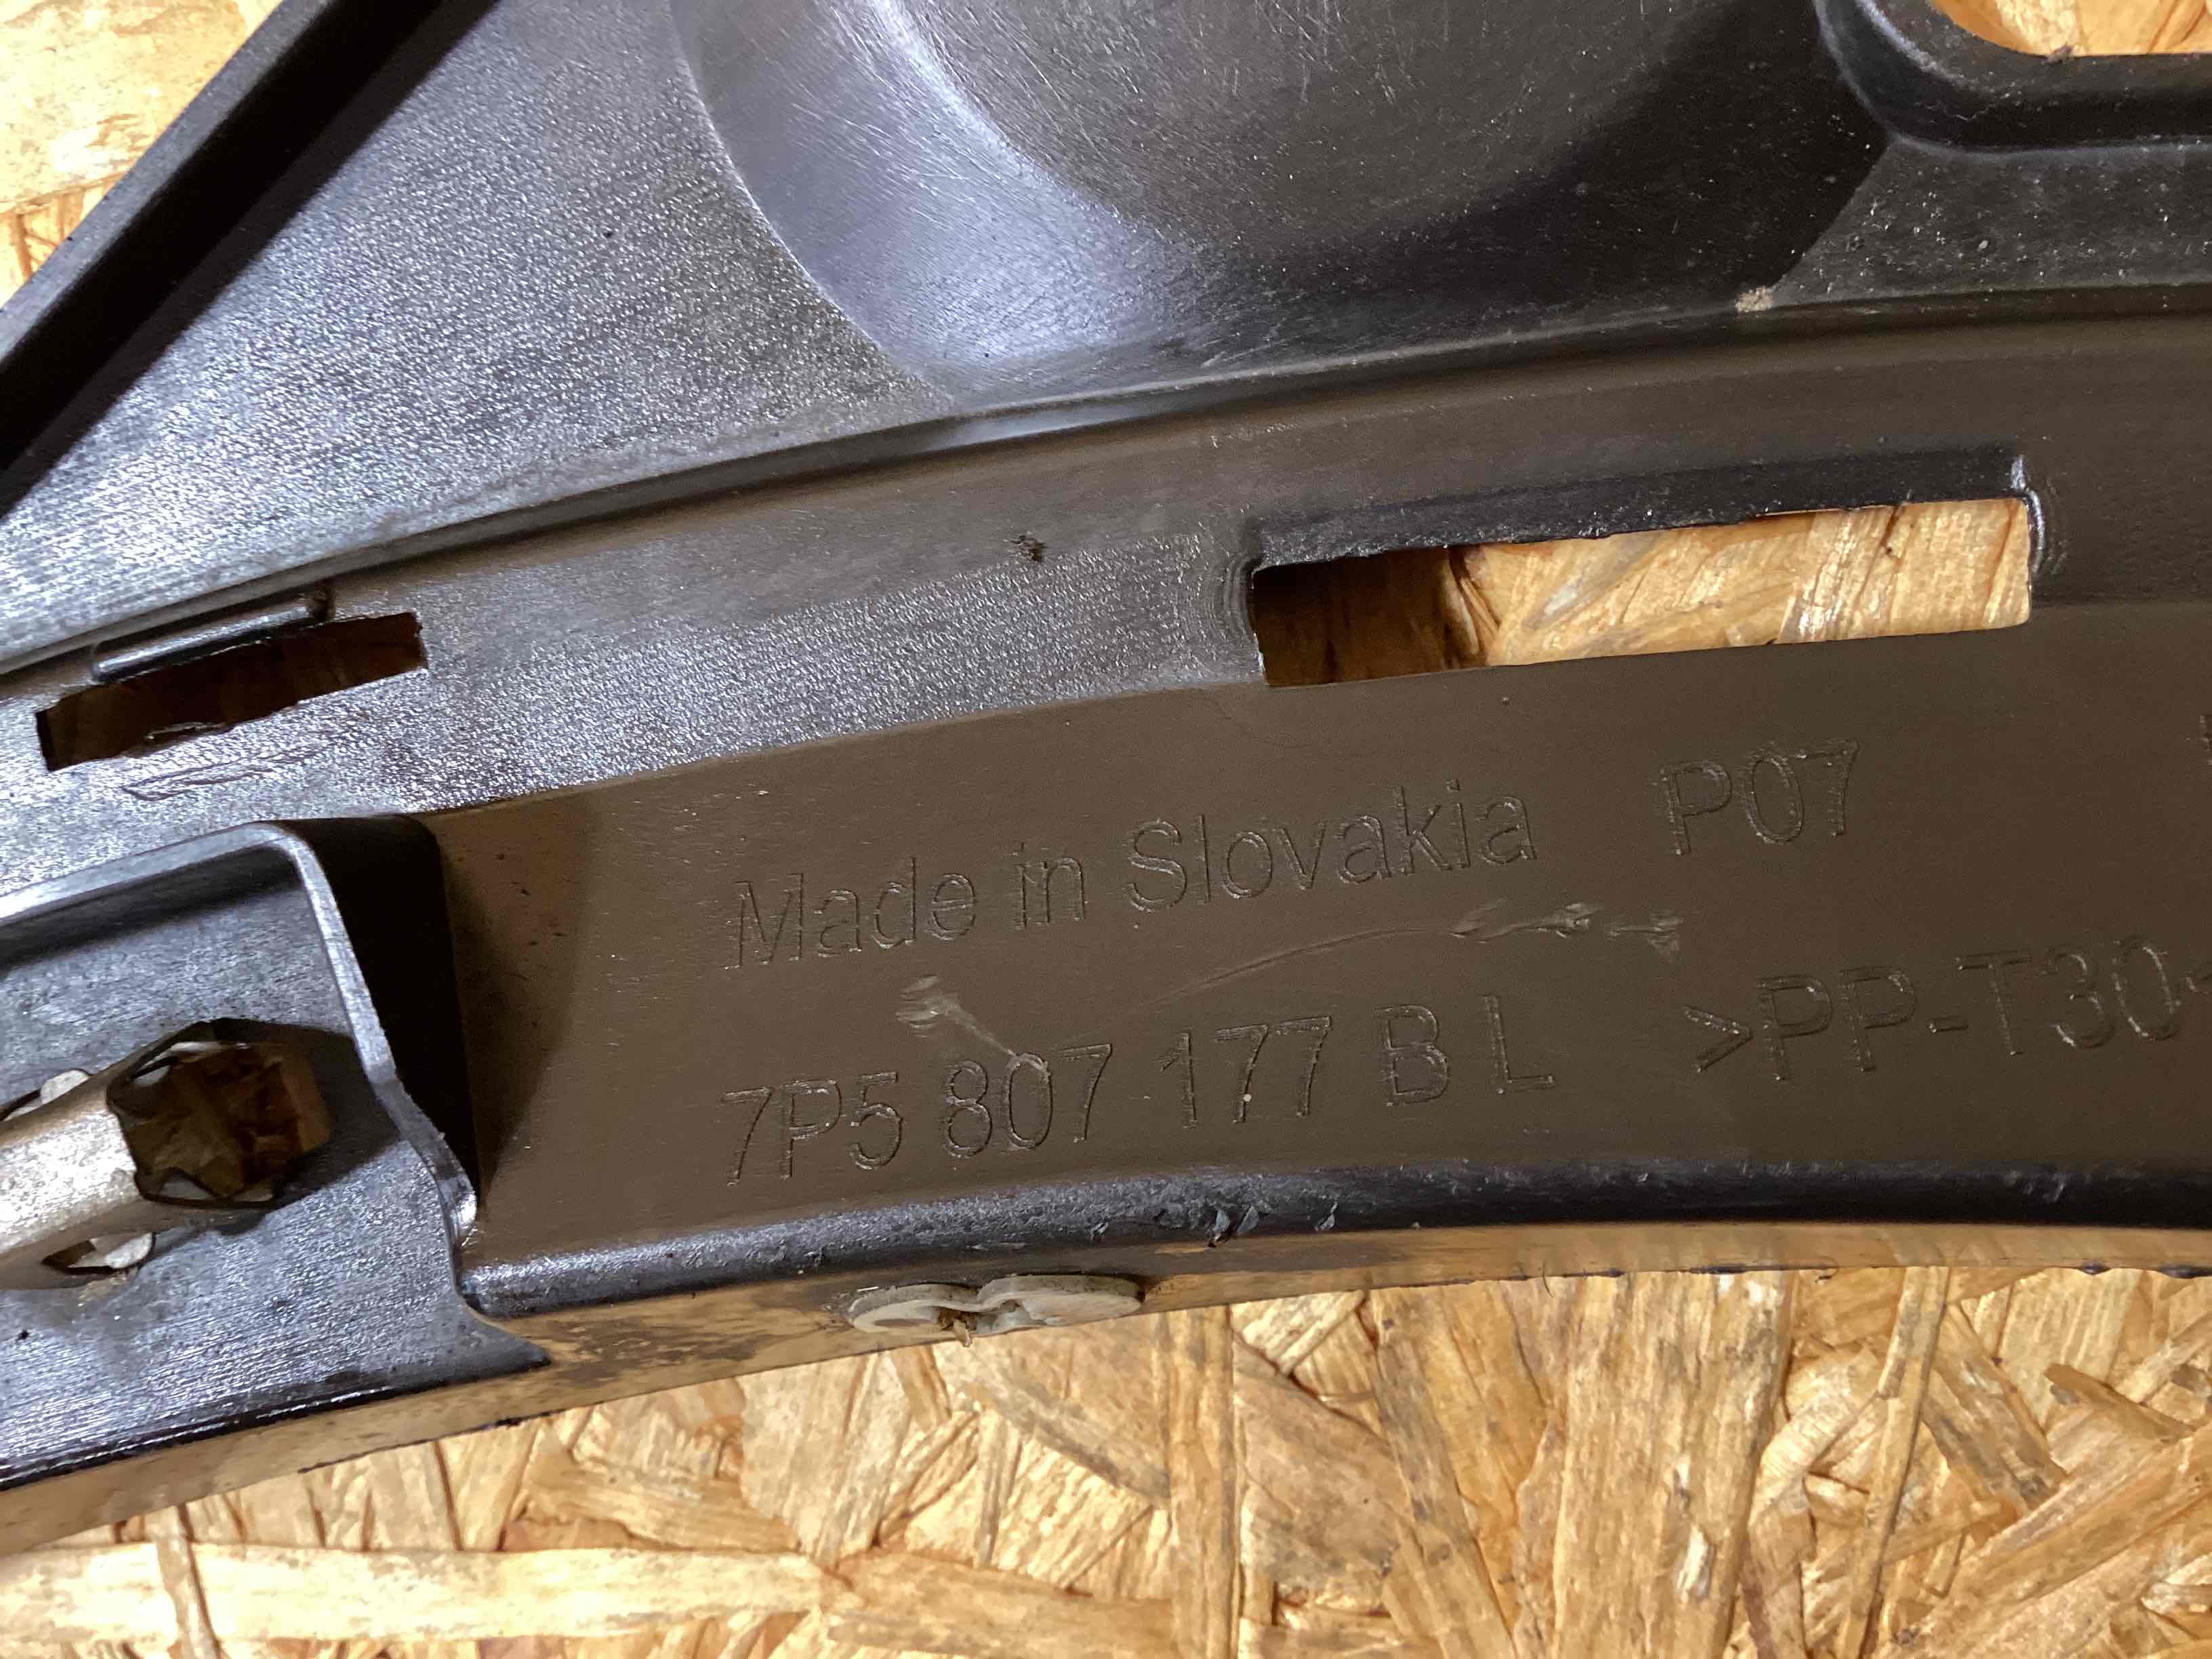 Made in Slovakia P07
7P5 807 177 B L >PP-T30<